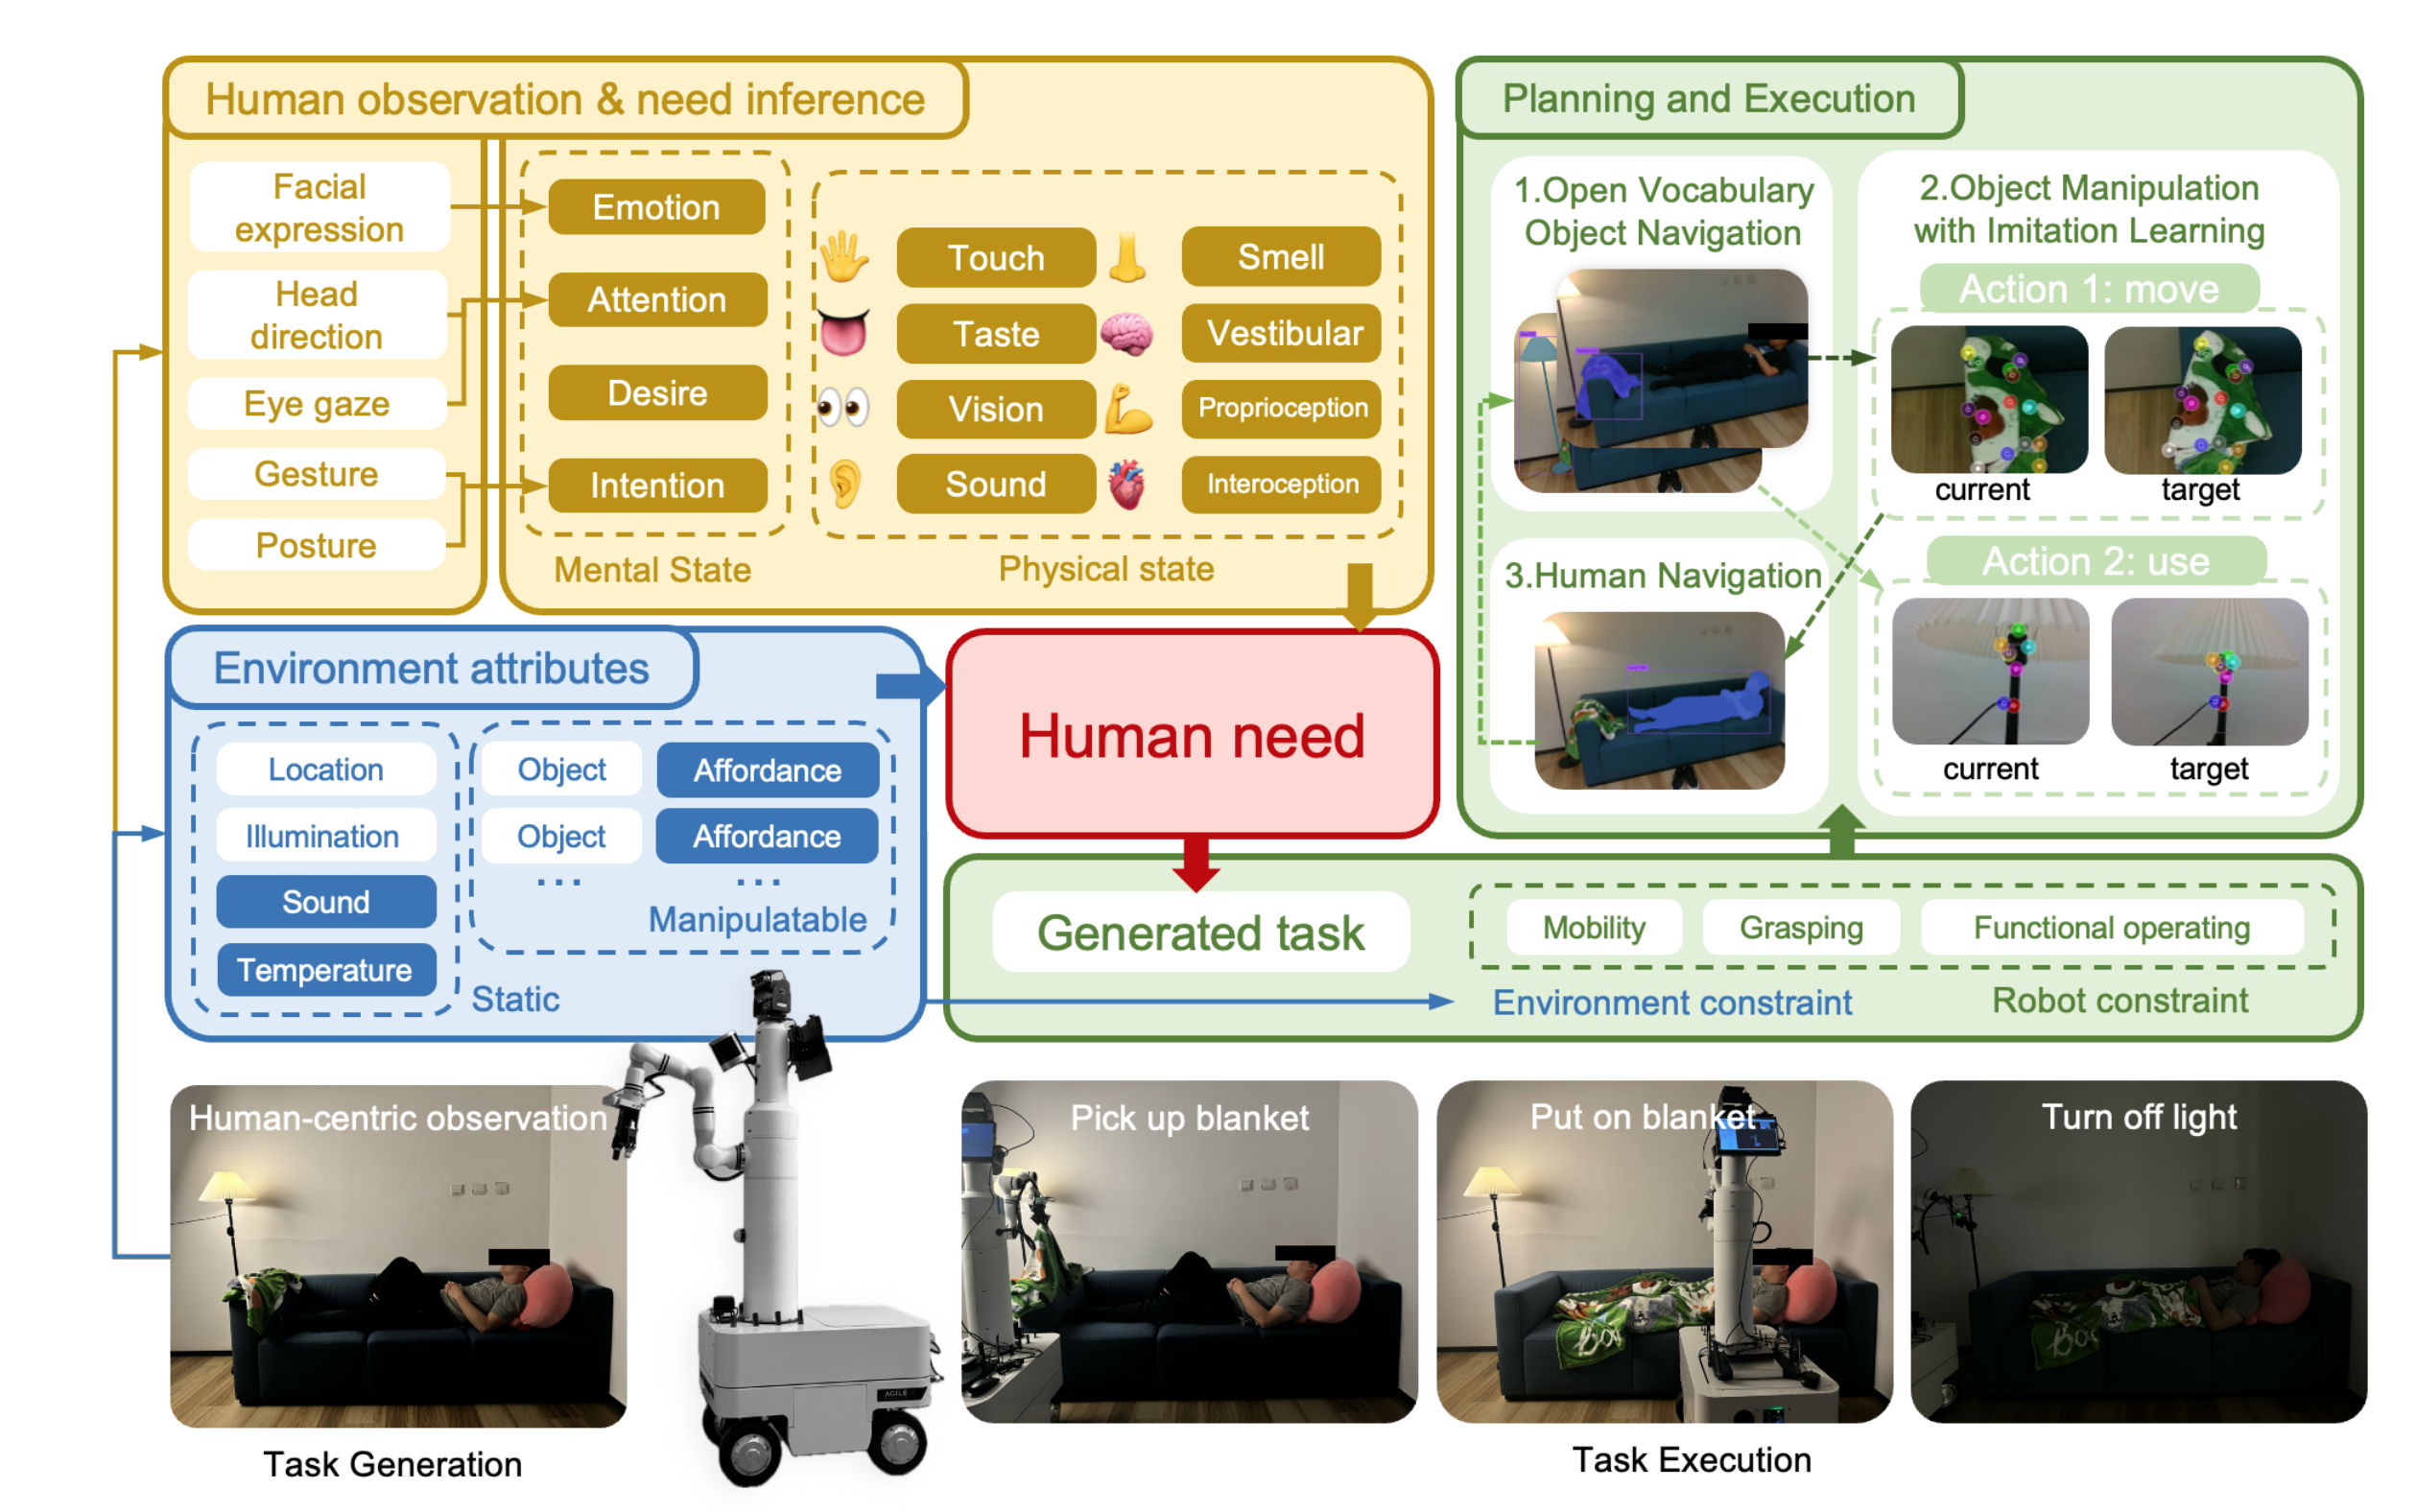 Human observation & need inference
Facial
expression
Head
direction
Eye gaze
Gesture
Posture
Emotion
Attention
Desire
Intention
Mental State
Touch
Taste
Vision
Sound
Smell
Vestibular
Proprioception
Interoception
Physical state
Environment attributes
Location
Illumination
Sound
Temperature
Static
Object
Affordance
Object
Affordance
...
...
Manipulatable
Human need
Planning and Execution
1.Open Vocabulary
Object Navigation
2.Object Manipulation
with Imitation Learning
Action 1: move
current
target
Action 2: use
current
target
3.Human Navigation
Generated task
Mobility
Grasping
Functional operating
Environment constraint
Robot constraint
Human-centric observation
AGILE
Pick up blanket
Put on blanket
Turn off light
Task Generation
Task Execution